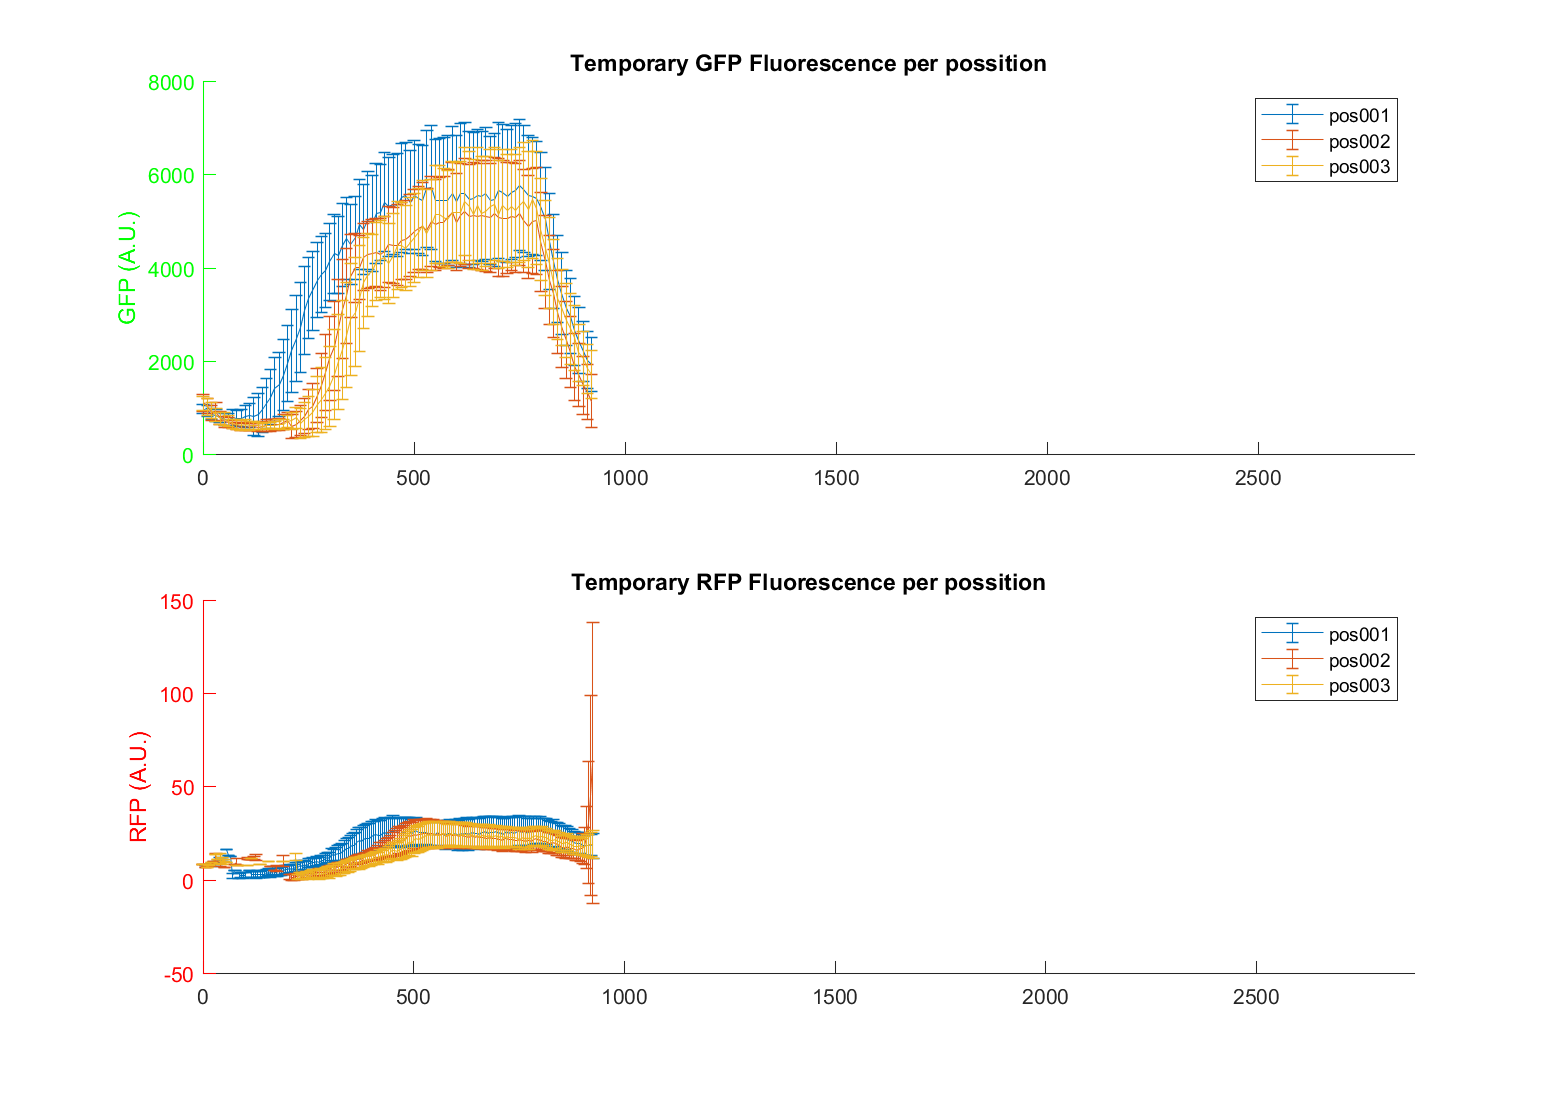 Temporary GFP Fluorescence per possition
8000
6000
4000
2000
0
GFP (A.U.)
0 500 1000 1500 2000 2500
pos001
pos002
pos003
Temporary RFP Fluorescence per possition
150
100
50
0
-50
RFP (A.U.)
0 500 1000 1500 2000 2500
pos001
pos002
pos003